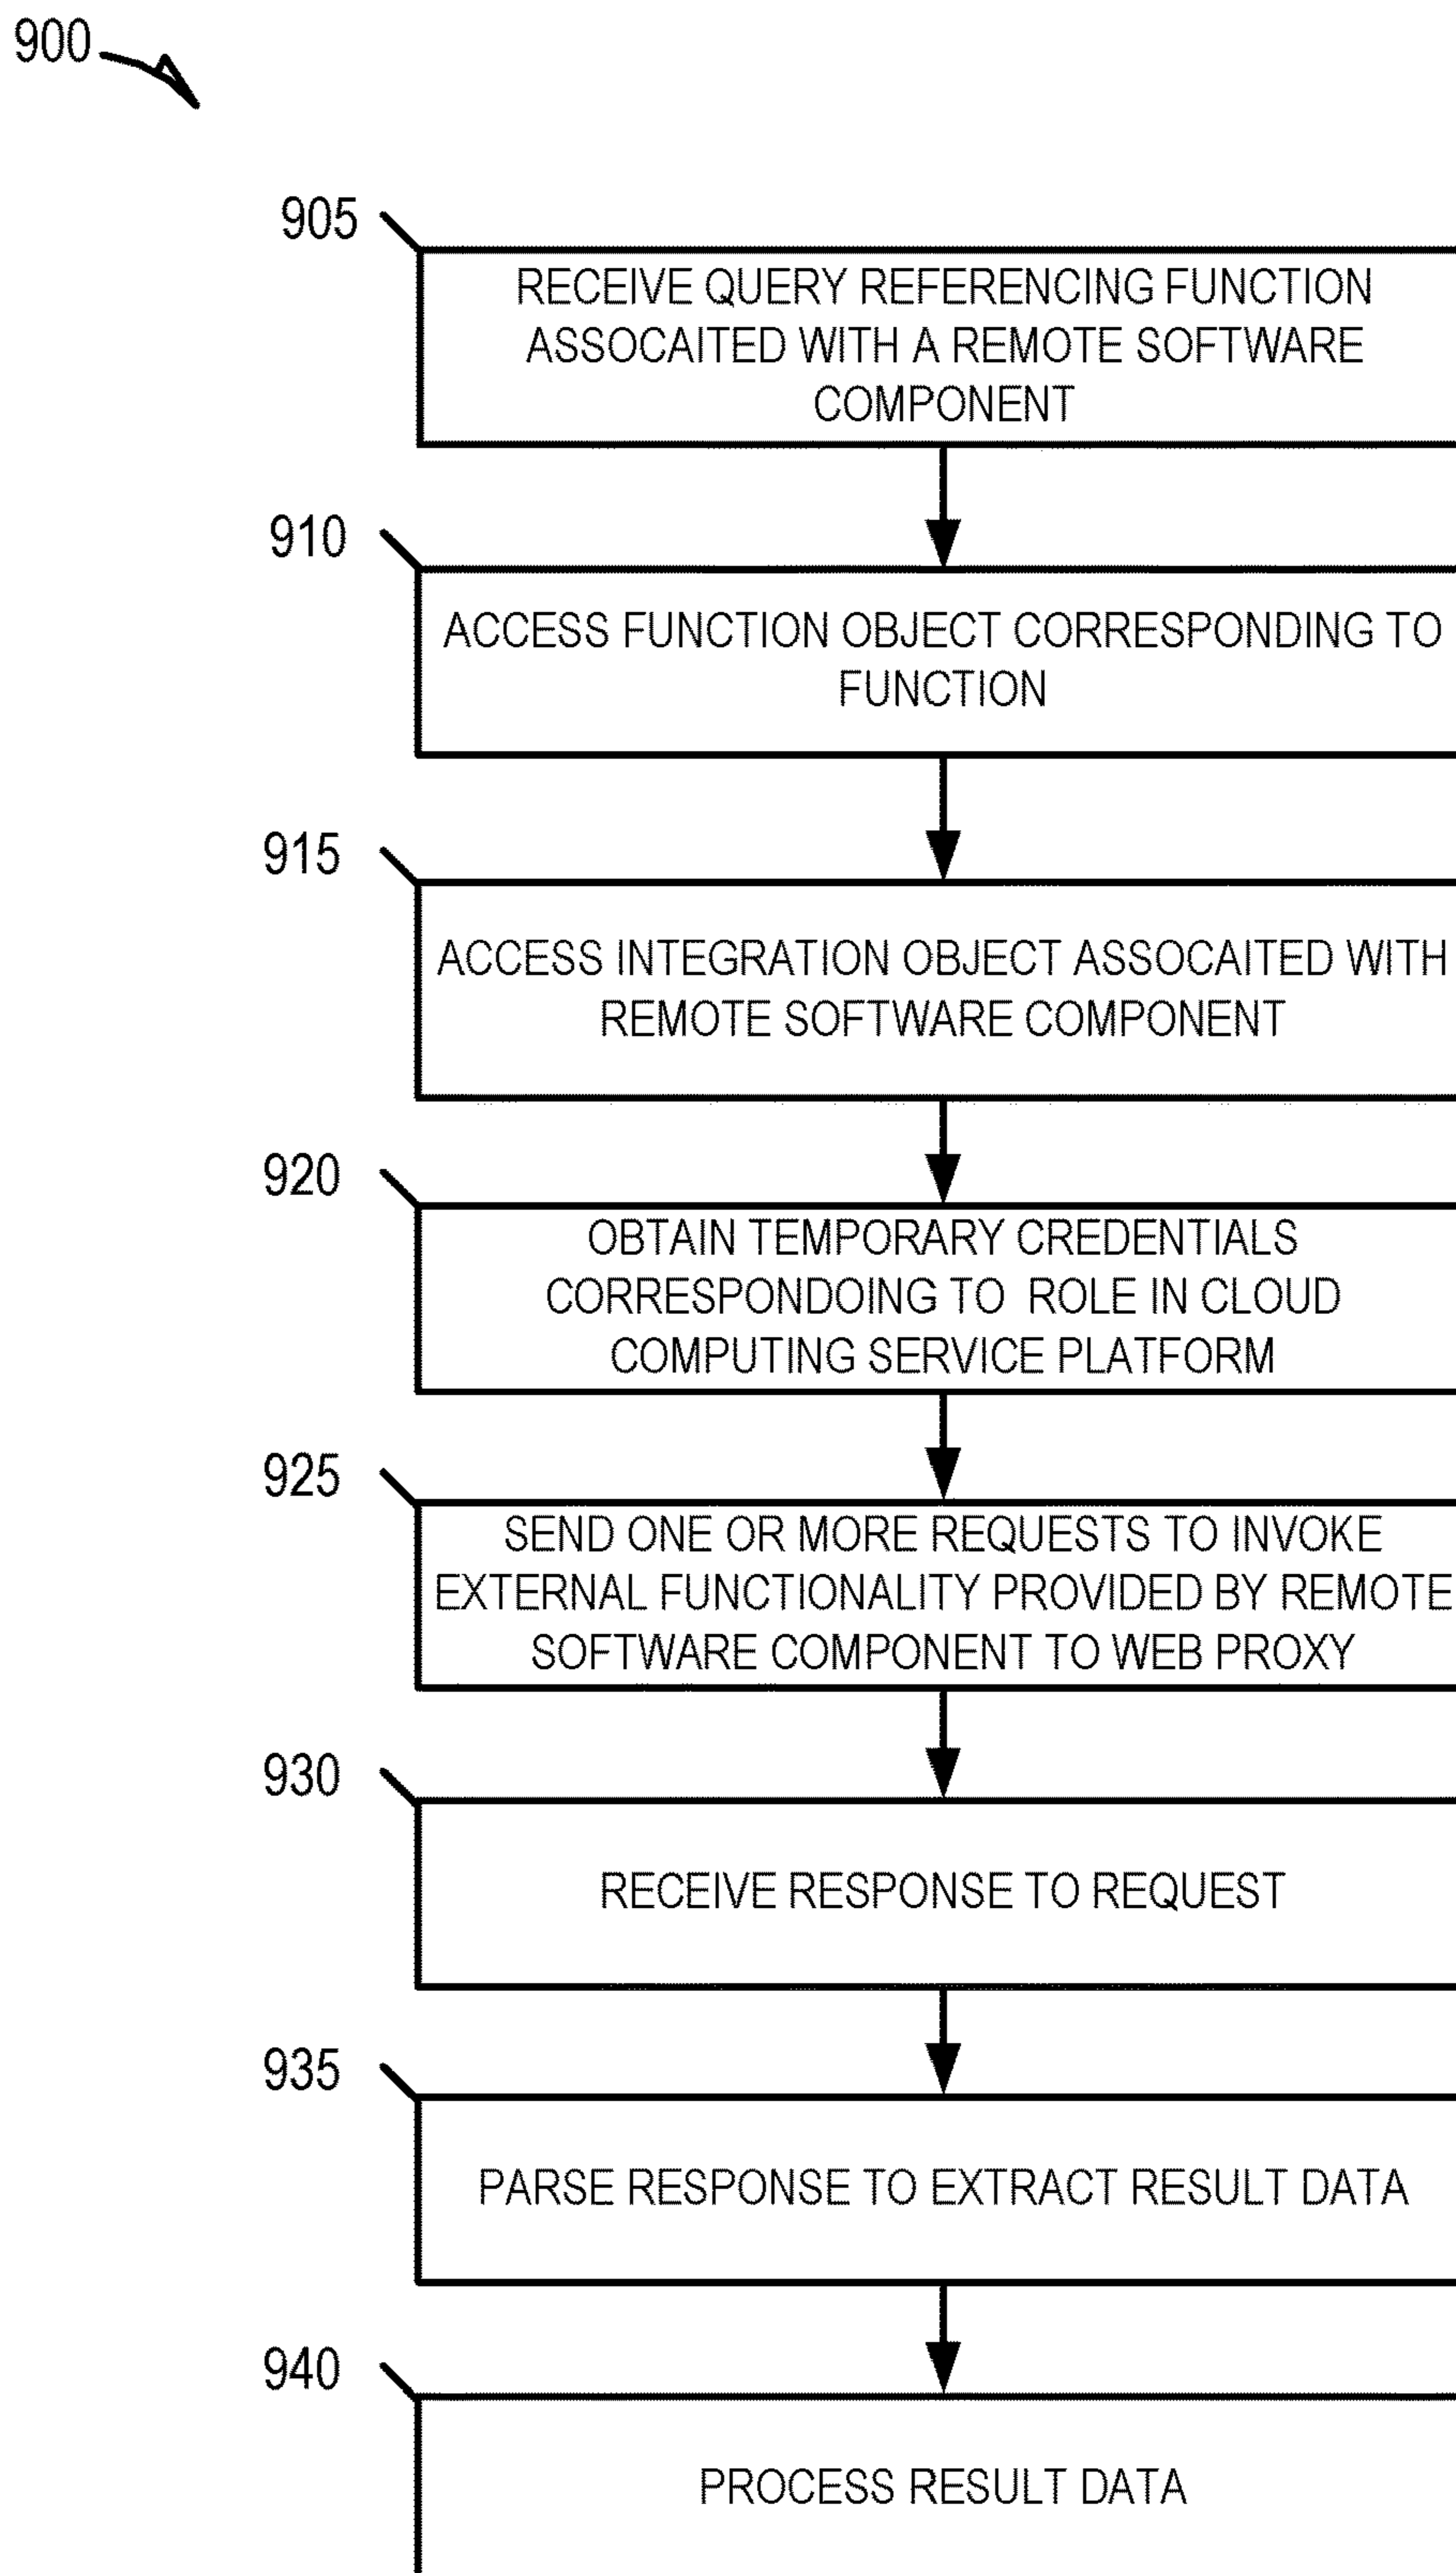 900
905
RECEIVE QUERY REFERENCING FUNCTION
ASSOCAITED WITH A REMOTE SOFTWARE
COMPONENT
910
ACCESS FUNCTION OBJECT CORRESPONDING TO
FUNCTION
915
ACCESS INTEGRATION OBJECT ASSOCAITED WITH
REMOTE SOFTWARE COMPONENT
920
OBTAIN TEMPORARY CREDENTIALS
CORRESPONDOING TO ROLE IN CLOUD
COMPUTING SERVICE PLATFORM
925
SEND ONE OR MORE REQUESTS TO INVOKE
EXTERNAL FUNCTIONALITY PROVIDED BY REMOTE
SOFTWARE COMPONENT TO WEB PROXY
930
RECEIVE RESPONSE TO REQUEST
935
PARSE RESPONSE TO EXTRACT RESULT DATA
940
PROCESS RESULT DATA